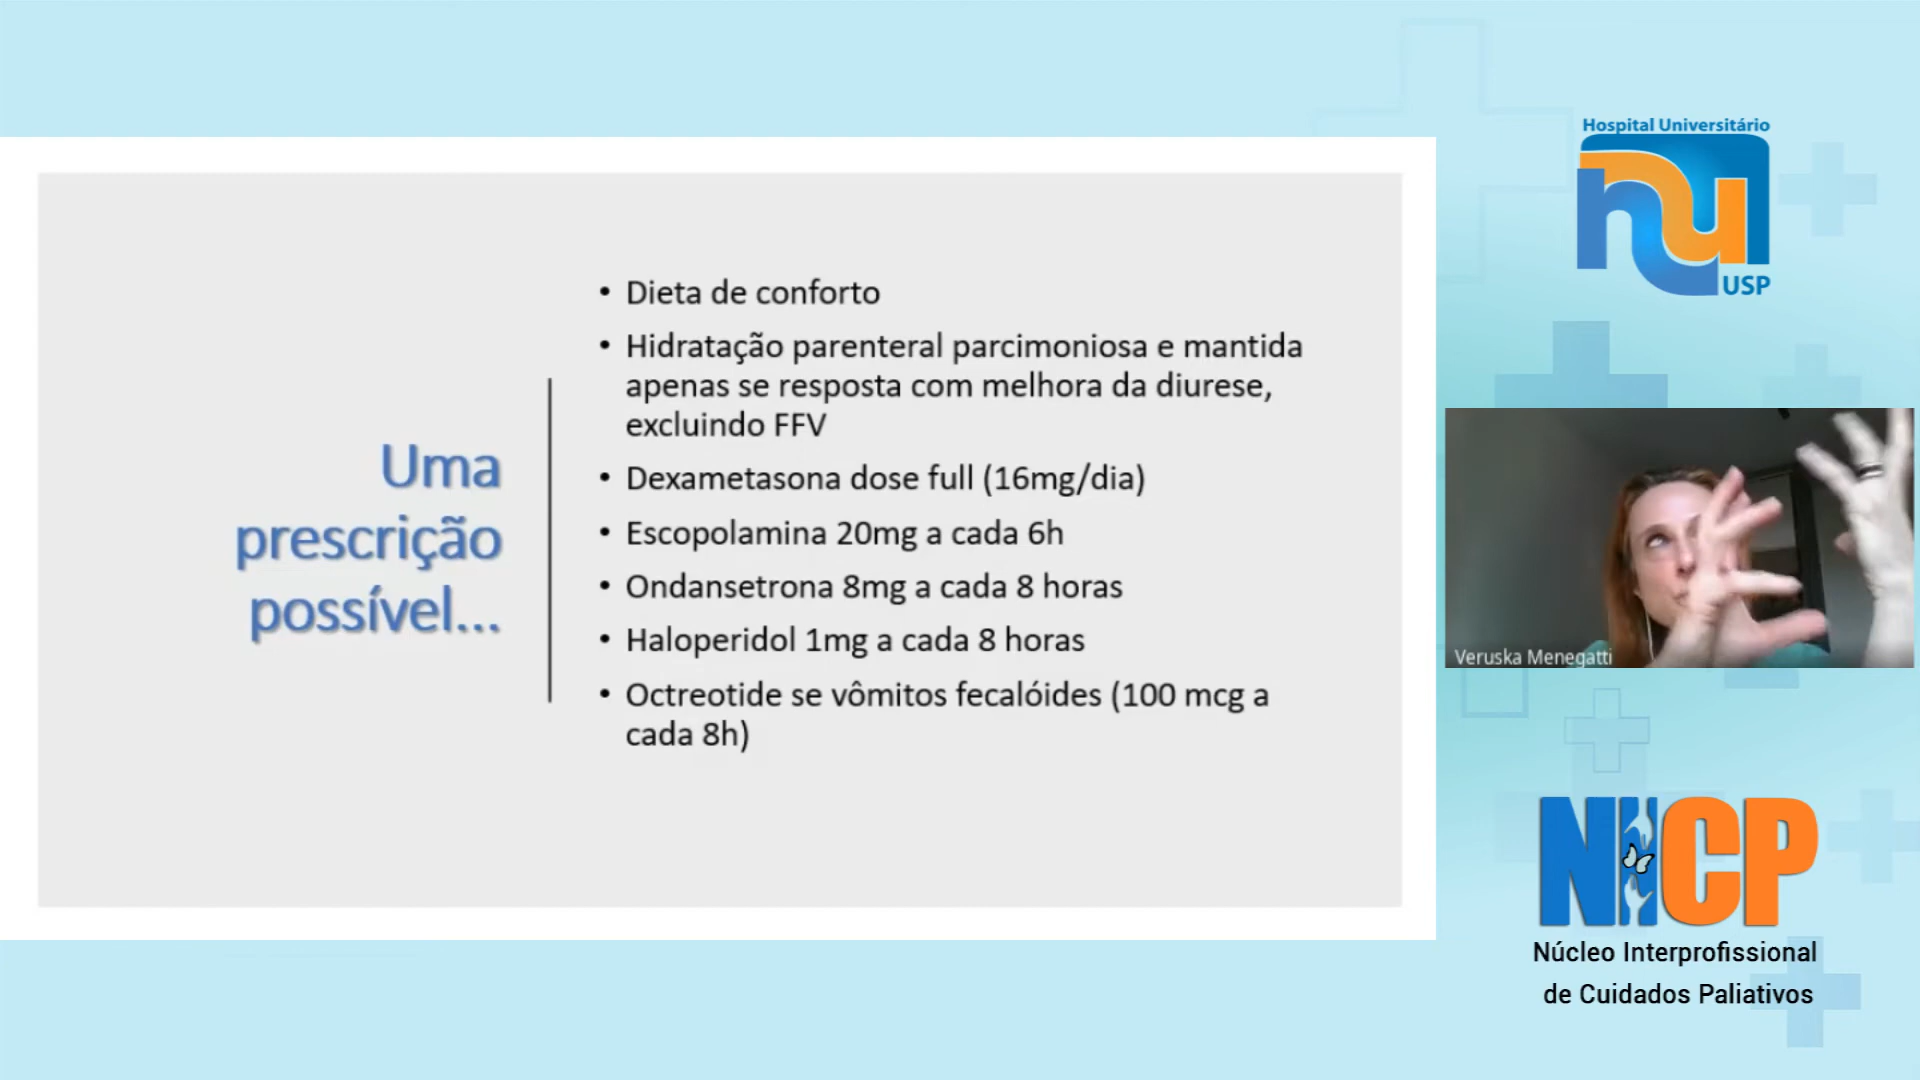 Uma
prescrição
possível...
• Dieta de conforto
• Hidratação parenteral parcimoniosa e mantida
apenas se resposta com melhora da diurese,
excluindo FFV
• Dexametasona dose full (16mg/dia)
• Escopolamina 20mg a cada 6h
• Ondansetrona 8mg a cada 8 horas
• Haloperidol 1mg a cada 8 horas
• Octreotide se vômitos fecalóides (100 mcg a
cada 8h)
Hospital Universitário
hu
USP
Veruska Menegatti
NICP
Núcleo Interprofissional
de Cuidados Paliativos